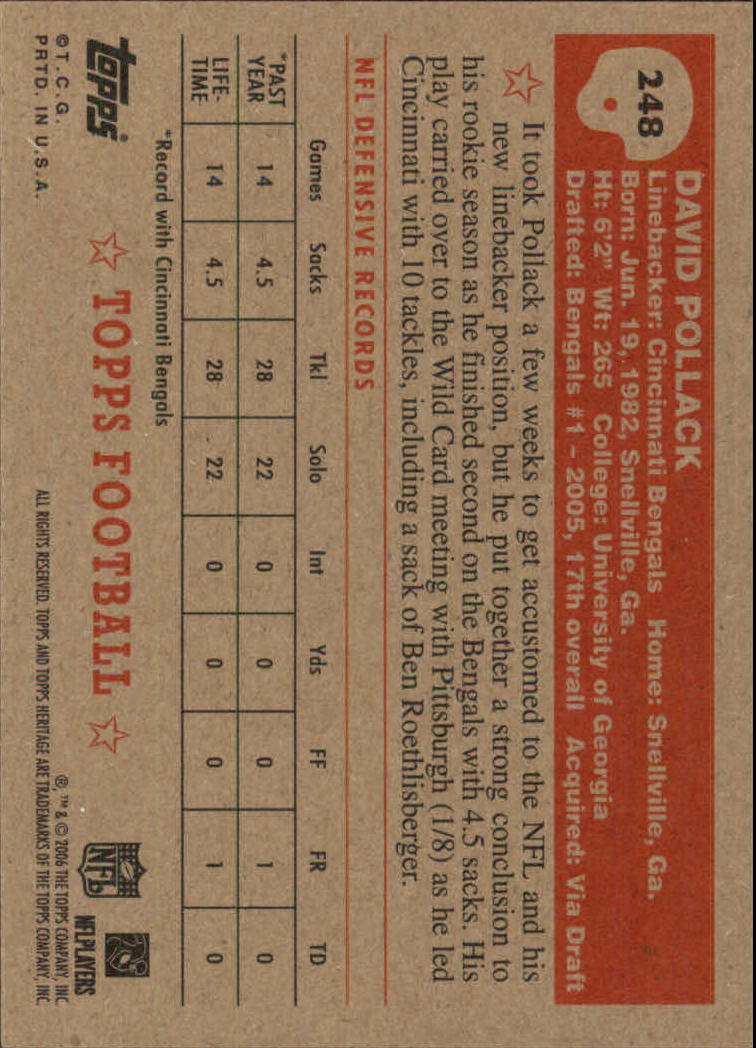 248
DAVID POLLACK
Linebacker: Cincinnati Bengals Home: Snellville, Ga.
Born: Jun. 19, 1982, Snellville, Ga.
Ht: 6'2" Wt: 265 College: University of Georgia
Drafted: Bengals #1 - 2005, 17th overall Acquired: Via Draft
It took Pollack a few weeks to get accustomed to the NFL and his
new linebacker position, but he put together a strong conclusion to
his rookie season as he finished second on the Bengals with 4.5 sacks. His
play carried over to the Wild Card meeting with Pittsburgh (1/8) as he led
Cincinnati with 10 tackles, including a sack of Ben Roethlisberger.
NFL DEFENSIVE RECORDS
Games Sacks Tkl Solo Int Yds FF FR TD
*PAST
YEAR 14 4.5 28 22 0 0 0 1 0
LIFE-
TIME 14 4.5 28 22 0 0 0 1 0
*Record with Cincinnati Bengals
topps
TOPPS FOOTBALL
NFL
NFLPLAYERS
©T.C.G.
PRTD. IN U.S.A.
®, ™ & © 2006 THE TOPPS COMPANY, INC.
ALL RIGHTS RESERVED. TOPPS AND TOPPS HERITAGE ARE TRADEMARKS OF THE TOPPS COMPANY, INC.